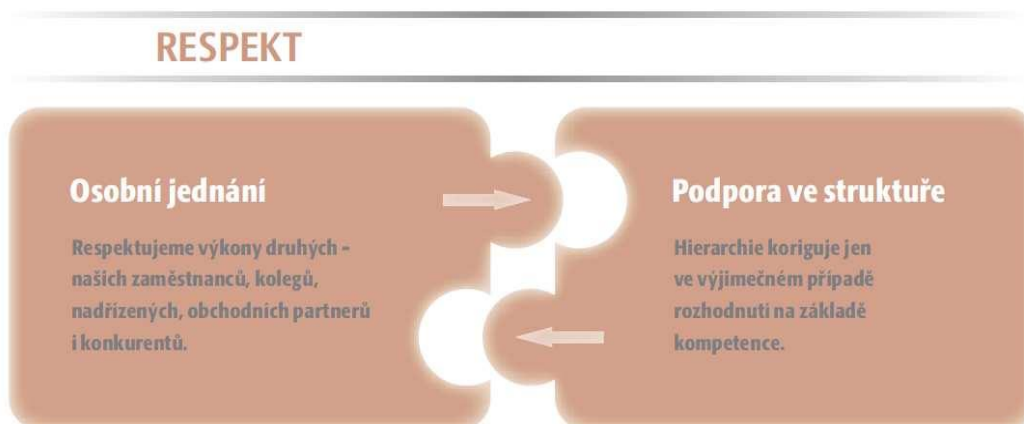 RESPEKT
Osobní jednání
Respektujeme výkony druhých –
našich zaměstnanců, kolegů,
nadřízených, obchodních partnerů
i konkurentů.
Podpora ve struktuře
Hierarchie koriguje jen
ve výjimečném případě
rozhodnutí na základě
kompetence.